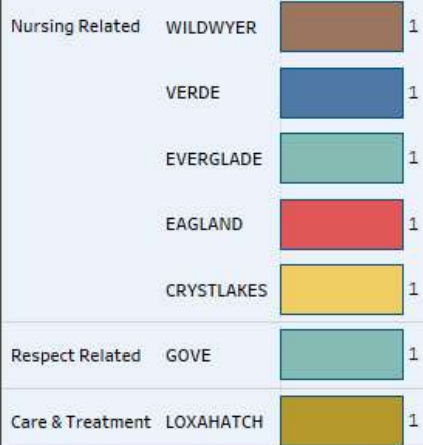 Nursing Related WILDWYER 1
VERDE 1
EVERGLADE 1
EAGLAND 1
CRYSTLAKES 1
Respect Related GOVE 1
Care & Treatment LOXAHATCH 1